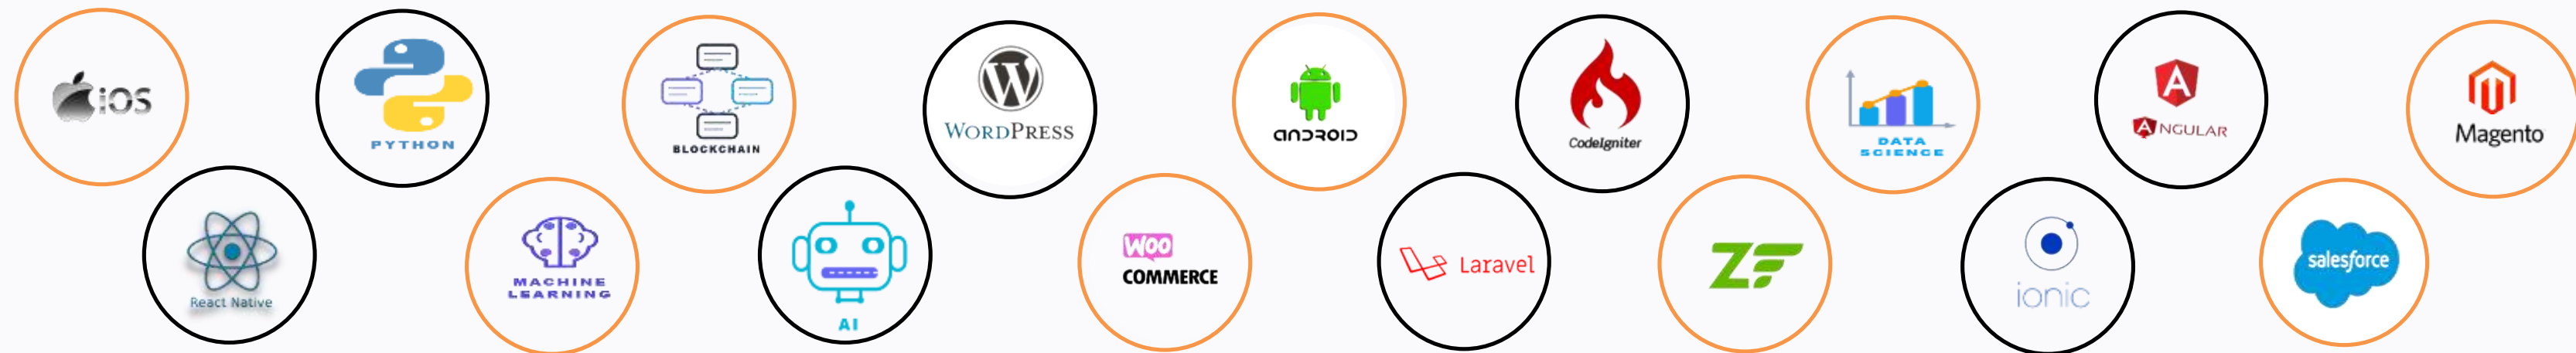 iOS
PYTHON
BLOCKCHAIN
WORDPRESS
ANDROID
CodeIgniter
DATA
SCIENCE
A
ANGULAR
Magento
React Native
MACHINE
LEARNING
AI
WOO
COMMERCE
Laravel
ZF
ionic
salesforce